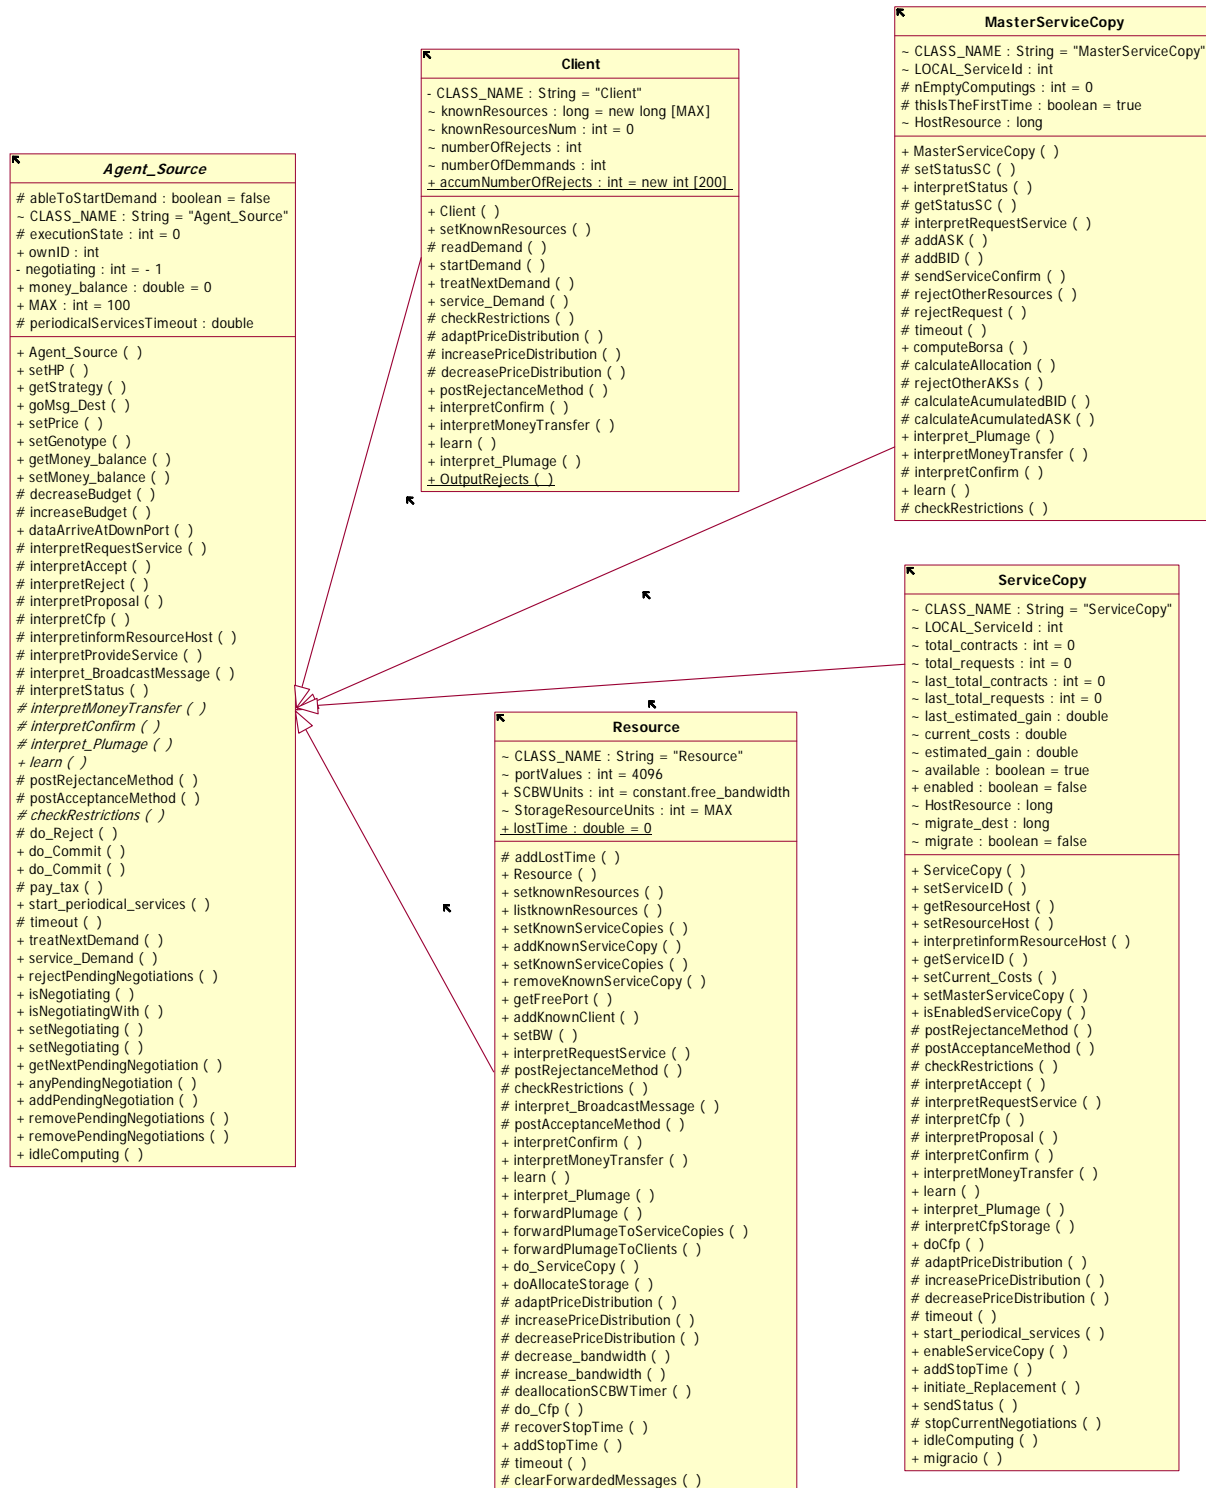 Agent_Source
# ableToStartDemand : boolean = false
~ CLASS_NAME : String = "Agent_Source"
# executionState : int = 0
+ ownID : int
- negotiating : int = - 1
+ money_balance : double = 0
+ MAX : int = 100
# periodicalServicesTimeout : double
+ Agent_Source ( )
+ setHP ( )
+ getStrategy ( )
+ goMsg_Dest ( )
+ setPrice ( )
+ setGenotype ( )
+ getMoney_balance ( )
+ setMoney_balance ( )
# decreaseBudget ( )
# increaseBudget ( )
+ dataArriveAtDownPort ( )
# interpretRequestService ( )
# interpretAccept ( )
# interpretReject ( )
# interpretProposal ( )
# interpretCfp ( )
# interpretinformResourceHost ( )
# interpretProvideService ( )
# interpret_BroadcastMessage ( )
# interpretStatus ( )
# interpretMoneyTransfer ( )
# interpretConfirm ( )
# interpret_Plumage ( )
+ learn ( )
# postRejectanceMethod ( )
# postAcceptanceMethod ( )
# checkRestrictions ( )
# do_Reject ( )
+ do_Commit ( )
+ do_Commit ( )
# pay_tax ( )
+ start_periodical_services ( )
# timeout ( )
+ treatNextDemand ( )
+ service_Demand ( )
+ rejectPendingNegotiations ( )
+ isNegotiating ( )
+ isNegotiatingWith ( )
+ setNegotiating ( )
+ setNegotiating ( )
+ getNextPendingNegotiation ( )
+ anyPendingNegotiation ( )
+ addPendingNegotiation ( )
+ removePendingNegotiations ( )
+ removePendingNegotiations ( )
+ idleComputing ( )
Client
- CLASS_NAME : String = "Client"
~ knownResources : long = new long [MAX]
~ knownResourcesNum : int = 0
~ numberOfRejects : int
~ numberOfDemmands : int
+ accumNumberOfRejects : int = new int [200]
+ Client ( )
+ setKnownResources ( )
# readDemand ( )
+ startDemand ( )
+ treatNextDemand ( )
+ service_Demand ( )
# checkRestrictions ( )
# adaptPriceDistribution ( )
# increasePriceDistribution ( )
# decreasePriceDistribution ( )
+ postRejectanceMethod ( )
+ interpretConfirm ( )
+ interpretMoneyTransfer ( )
+ learn ( )
+ interpret_Plumage ( )
+ OutputRejects ( )
MasterServiceCopy
~ CLASS_NAME : String = "MasterServiceCopy"
~ LOCAL_ServiceId : int
# nEmptyComputings : int = 0
# thisIsTheFirstTime : boolean = true
~ HostResource : long
+ MasterServiceCopy ( )
# setStatusSC ( )
+ interpretStatus ( )
# getStatusSC ( )
# interpretRequestService ( )
# addASK ( )
# addBID ( )
# sendServiceConfirm ( )
# rejectOtherResources ( )
# rejectRequest ( )
# timeout ( )
+ computeBorsa ( )
# calculateAllocation ( )
# rejectOtherAKSs ( )
# calculateAcumulatedBID ( )
# calculateAcumulatedASK ( )
+ interpret_Plumage ( )
+ interpretMoneyTransfer ( )
# interpretConfirm ( )
+ learn ( )
# checkRestrictions ( )
Resource
~ CLASS_NAME : String = "Resource"
~ portValues : int = 4096
+ SCBWUnits : int = constant.free_bandwidth
~ StorageResourceUnits : int = MAX
+ lostTime : double = 0
# addLostTime ( )
+ Resource ( )
+ setknownResources ( )
+ listknownResources ( )
+ setKnownServiceCopies ( )
+ addKnownServiceCopy ( )
+ setKnownServiceCopies ( )
+ removeKnownServiceCopy ( )
+ getFreePort ( )
+ addKnownClient ( )
+ setBW ( )
+ interpretRequestService ( )
# postRejectanceMethod ( )
# checkRestrictions ( )
# interpret_BroadcastMessage ( )
# postAcceptanceMethod ( )
+ interpretConfirm ( )
+ interpretMoneyTransfer ( )
+ learn ( )
+ interpret_Plumage ( )
+ forwardPlumage ( )
+ forwardPlumageToServiceCopies ( )
+ forwardPlumageToClients ( )
+ do_ServiceCopy ( )
+ doAllocateStorage ( )
# adaptPriceDistribution ( )
# increasePriceDistribution ( )
# decreasePriceDistribution ( )
# decrease_bandwidth ( )
# increase_bandwidth ( )
# deallocationSCBWTimer ( )
# do_Cfp ( )
# recoverStopTime ( )
+ addStopTime ( )
# timeout ( )
# clearForwardedMessages ( )
ServiceCopy
~ CLASS_NAME : String = "ServiceCopy"
~ LOCAL_ServiceId : int
~ total_contracts : int = 0
~ total_requests : int = 0
~ last_total_contracts : int = 0
~ last_total_requests : int = 0
~ last_estimated_gain : double
~ current_costs : double
~ estimated_gain : double
~ available : boolean = true
+ enabled : boolean = false
~ HostResource : long
~ migrate_dest : long
~ migrate : boolean = false
+ ServiceCopy ( )
+ setServiceID ( )
+ getResourceHost ( )
+ setResourceHost ( )
+ interpretinformResourceHost ( )
+ getServiceID ( )
+ setCurrent_Costs ( )
+ setMasterServiceCopy ( )
+ isEnabledServiceCopy ( )
# postRejectanceMethod ( )
# postAcceptanceMethod ( )
# checkRestrictions ( )
# interpretAccept ( )
# interpretRequestService ( )
# interpretCfp ( )
# interpretProposal ( )
# interpretConfirm ( )
+ interpretMoneyTransfer ( )
+ learn ( )
+ interpret_Plumage ( )
# interpretCfpStorage ( )
+ doCfp ( )
# adaptPriceDistribution ( )
# increasePriceDistribution ( )
# decreasePriceDistribution ( )
# timeout ( )
+ start_periodical_services ( )
+ enableServiceCopy ( )
+ addStopTime ( )
+ initiate_Replacement ( )
+ sendStatus ( )
# stopCurrentNegotiations ( )
+ idleComputing ( )
+ migracio ( )